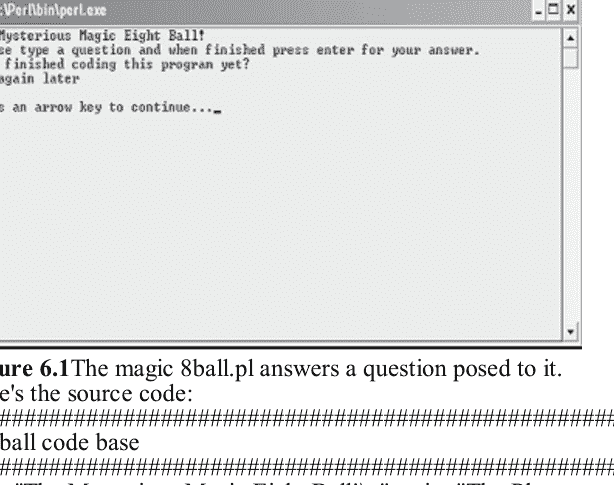 :\Perl\bin\perl.exe
Mysterious Magic Eight Ball!
se type a question and when finished press enter for your answer.
finished coding this program yet?
again later
s an arrow key to continue..._
ure 6.1The magic 8ball.pl answers a question posed to it.
e's the source code:
##########################################################
ball code base
##########################################################